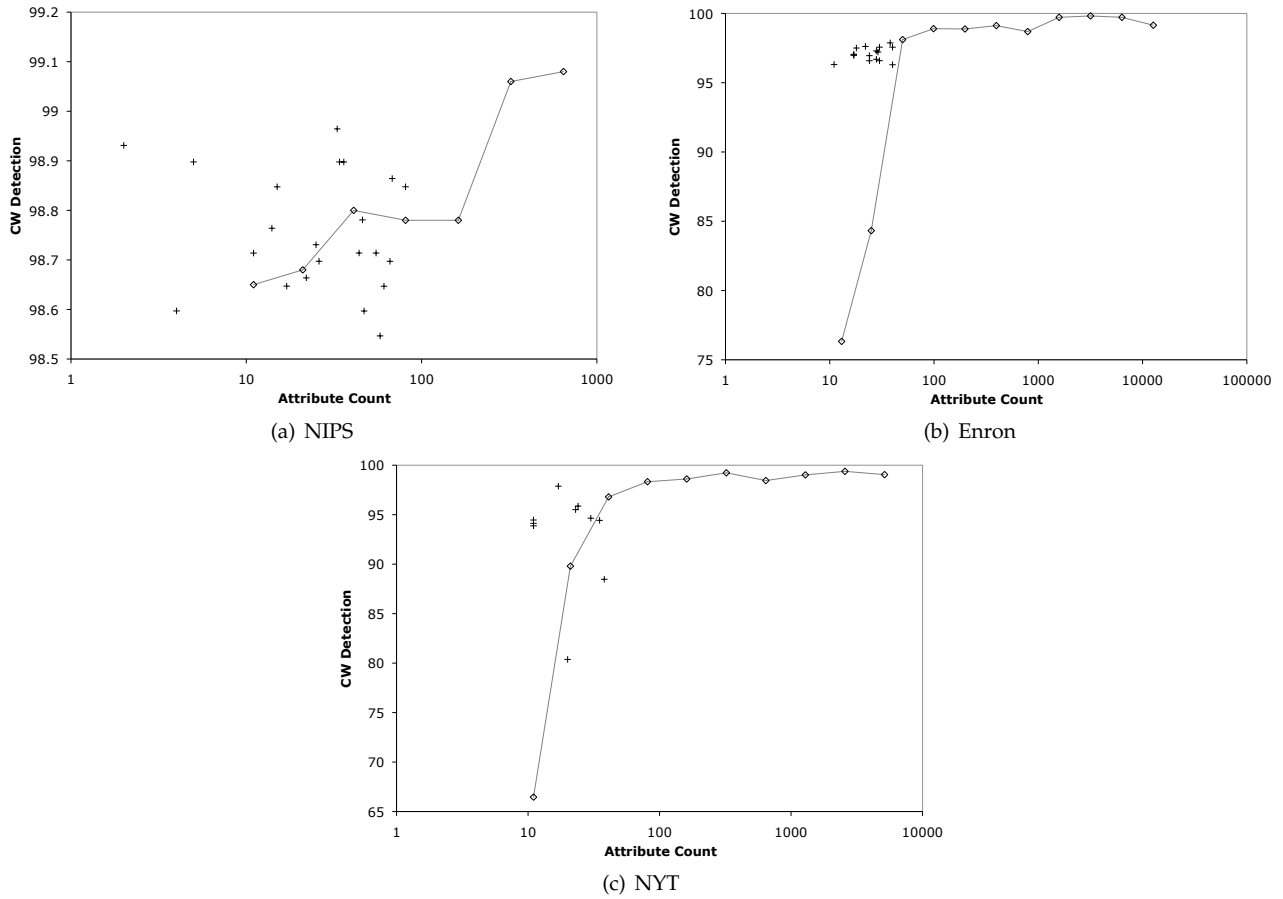 99.2
99.1
99
98.9
98.8
98.7
98.6
98.5
CW Detection
1 10 100 1000
Attribute Count
(a) NIPS
100
95
90
85
80
75
CW Detection
1 10 100 1000 10000 100000
Attribute Count
(b) Enron
100
95
90
85
80
75
70
65
CW Detection
1 10 100 1000 10000
Attribute Count
(c) NYT